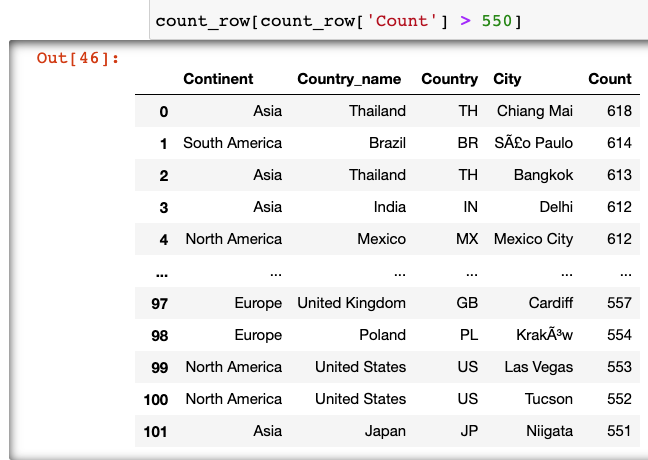 count_row[count_row['Count'] > 550]
Out[46]:
Continent Country_name Country City Count
0 Asia Thailand TH Chiang Mai 618
1 South America Brazil BR SÃ£o Paulo 614
2 Asia Thailand TH Bangkok 613
3 Asia India IN Delhi 612
4 North America Mexico MX Mexico City 612
... ... ... ... ... ...
97 Europe United Kingdom GB Cardiff 557
98 Europe Poland PL KrakÃ³w 554
99 North America United States US Las Vegas 553
100 North America United States US Tucson 552
101 Asia Japan JP Niigata 551